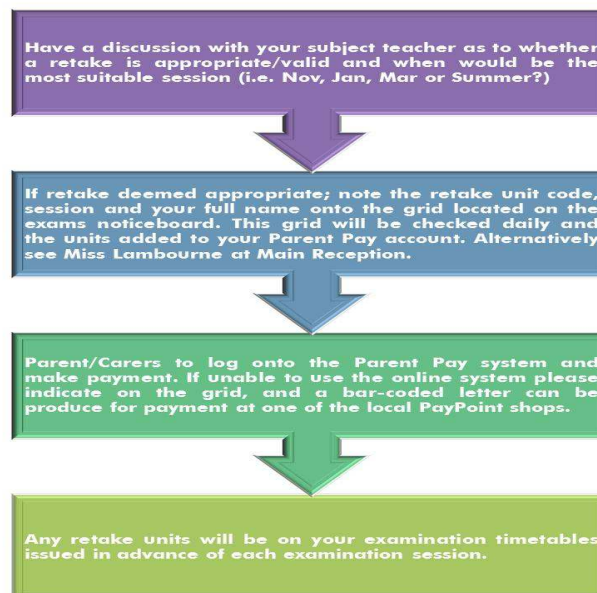 Have a discussion with your subject teacher as to whether
a retake is appropriate/valid and when would be the
most suitable session (i.e. Nov, Jan, Mar or Summer?)
If retake deemed appropriate; note the retake unit code,
session and your full name onto the grid located on the
exams noticeboard. This grid will be checked daily and
the units added to your Parent Pay account. Alternatively
see Miss Lambourne at Main Reception.
Parent/Carers to log onto the Parent Pay system and
make payment. If unable to use the online system please
indicate on the grid, and a bar-coded letter can be
produce for payment at one of the local PayPoint shops.
Any retake units will be on your examination timetables
issued in advance of each examination session.